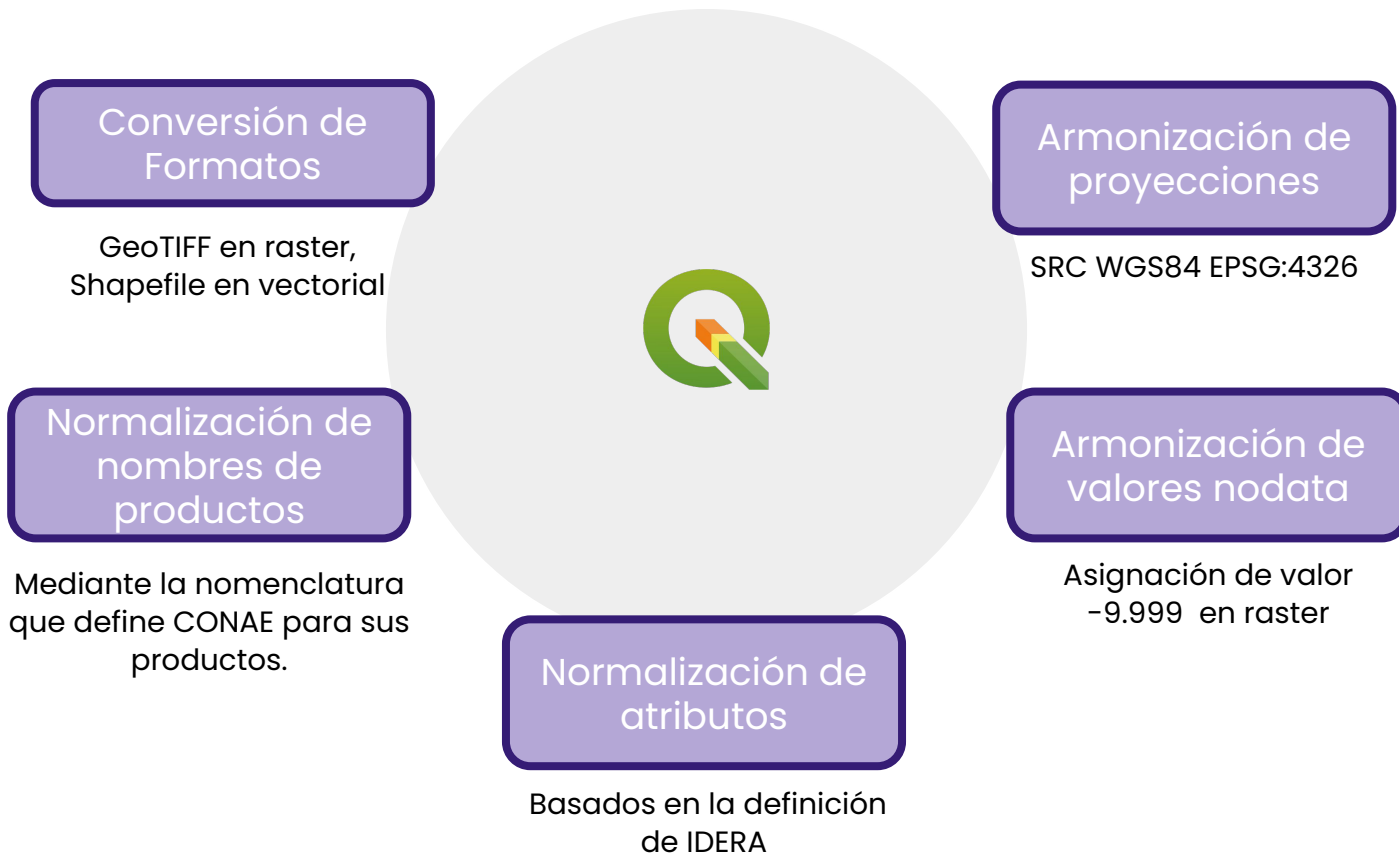 Conversión de
Formatos
GeoTIFF en raster,
Shapefile en vectorial
Armonización de
proyecciones
SRC WGS84 EPSG:4326
Normalización de
nombres de
productos
Mediante la nomenclatura
que define CONAE para sus
productos.
Armonización de
valores nodata
Asignación de valor
-9.999 en raster
Normalización de
atributos
Basados en la definición
de IDERA